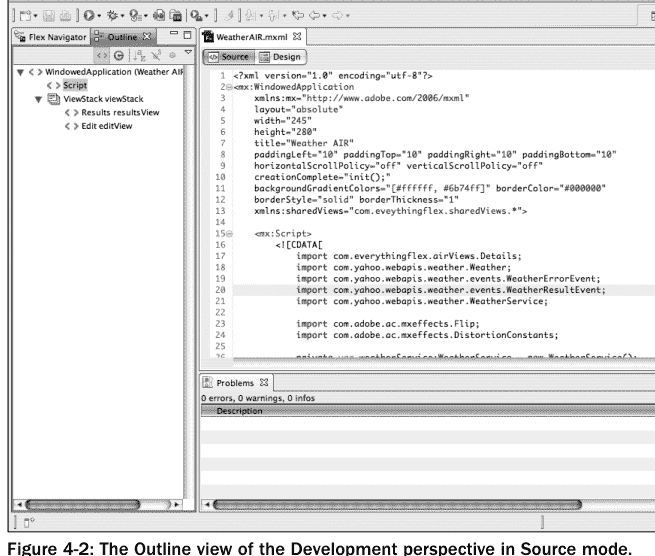 Flex Navigator
Outline
WindowedApplication (Weather AIR
Script
ViewStack viewStack
Results resultsView
Edit editView
WeatherAIR.mxml
Source
Design
1 <?xml version="1.0" encoding="utf-8"?>
2 <mx:WindowedApplication
3 xmlns:mx="http://www.adobe.com/2006/mxml"
4 layout="absolute"
5 width="245"
6 height="280"
7 title="Weather AIR"
8 paddingLeft="10" paddingTop="10" paddingRight="10" paddingBottom="10"
9 horizontalScrollPolicy="off" verticalScrollPolicy="off"
10 creationComplete="init();"
11 backgroundGradientColors="[#ffffff, #6b74ff]" borderColor="#000000"
12 borderStyle="solid" borderThickness="1"
13 xmlns:sharedViews="com.eveythingflex.sharedViews.*">
14
15 <mx:Script>
16 <![CDATA[
17 import com.everythingflex.airViews.Details;
18 import com.yahoo.webapis.weather.Weather;
19 import com.yahoo.webapis.weather.events.WeatherErrorEvent;
20 import com.yahoo.webapis.weather.events.WeatherResultEvent;
21 import com.yahoo.webapis.weather.WeatherService;
22
23 import com.adobe.ac.mxeffects.Flip;
24 import com.adobe.ac.mxeffects.DistortionConstants;
25
26 private var weatherService:WeatherService = new WeatherService();
Problems
0 errors, 0 warnings, 0 infos
Description
Figure 4-2: The Outline view of the Development perspective in Source mode.